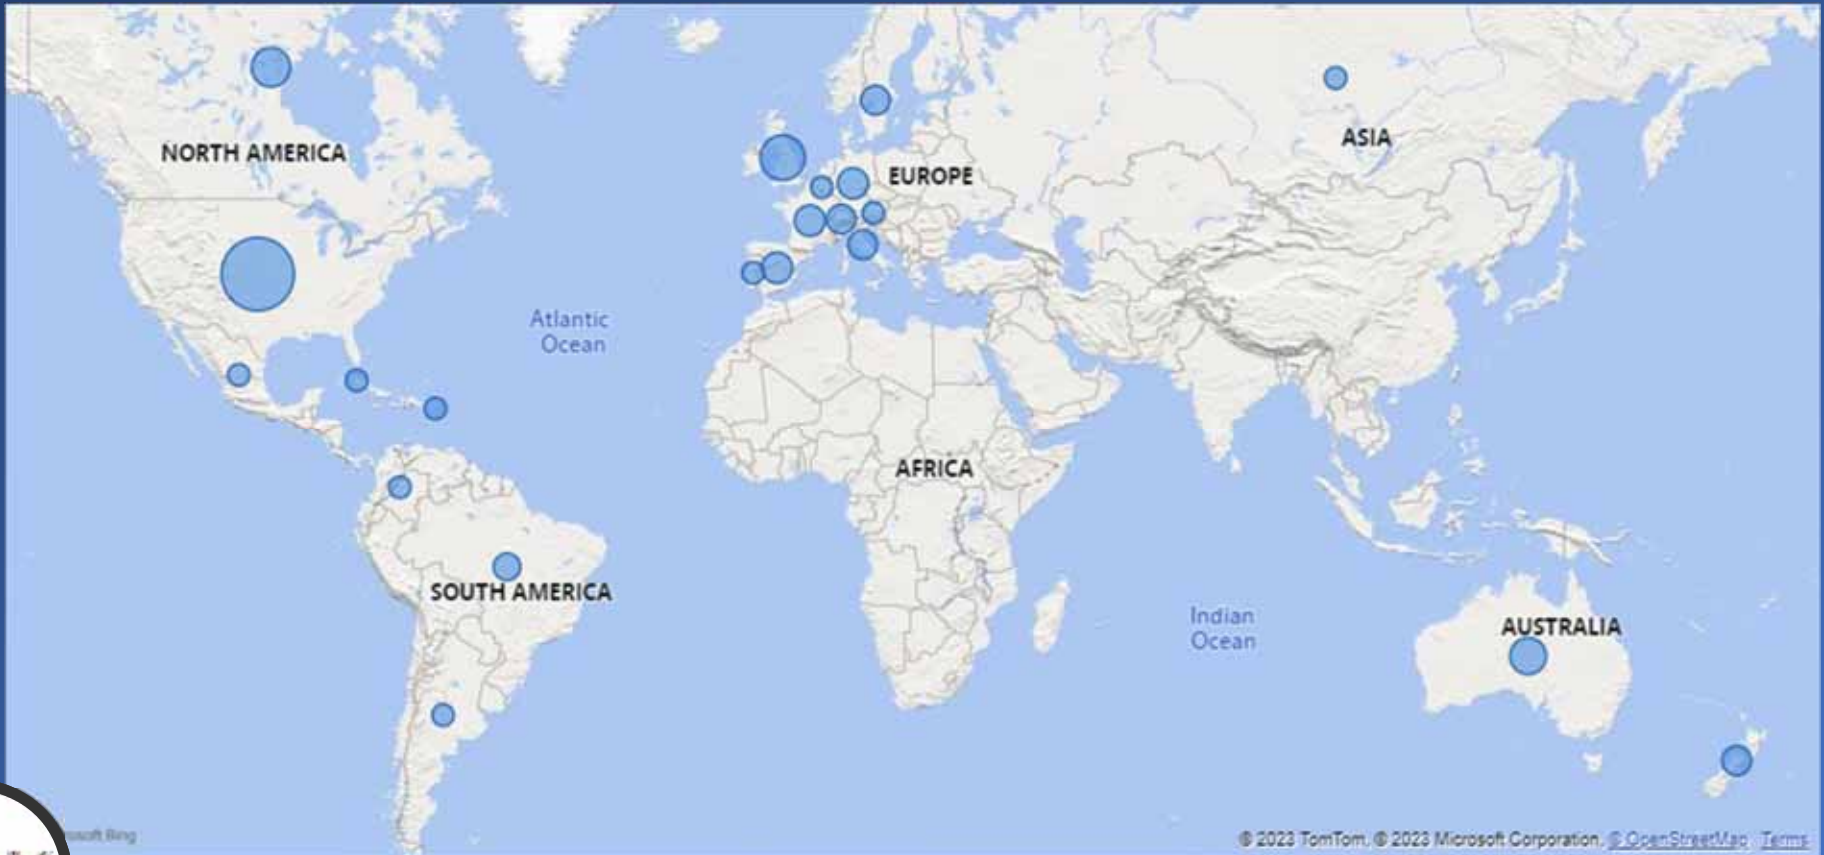 NORTH AMERICA
ASIA
EUROPE
Atlantic
Ocean
AFRICA
SOUTH AMERICA
Indian
Ocean
AUSTRALIA
Bing
© 2023 TomTom, © 2023 Microsoft Corporation, © OpenStreetMap Terms